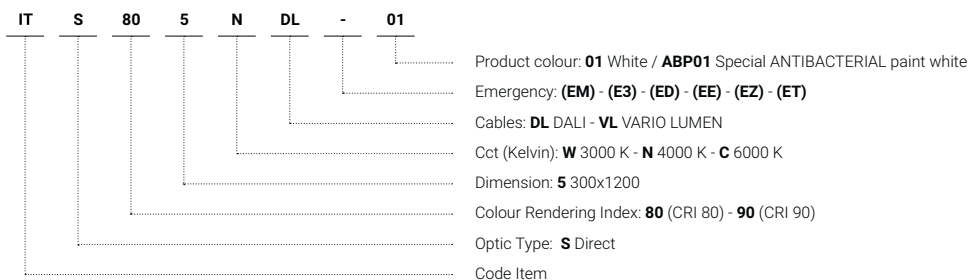 IT S 80 5 N DL - 01
Product colour: 01 White / ABP01 Special ANTIBACTERIAL paint white
Emergency: (EM) - (E3) - (ED) - (EE) - (EZ) - (ET)
Cables: DL DALI - VL VARIO LUMEN
Cct (Kelvin): W 3000 K - N 4000 K - C 6000 K
Dimension: 5 300x1200
Colour Rendering Index: 80 (CRI 80) - 90 (CRI 90)
Optic Type: S Direct
Code Item